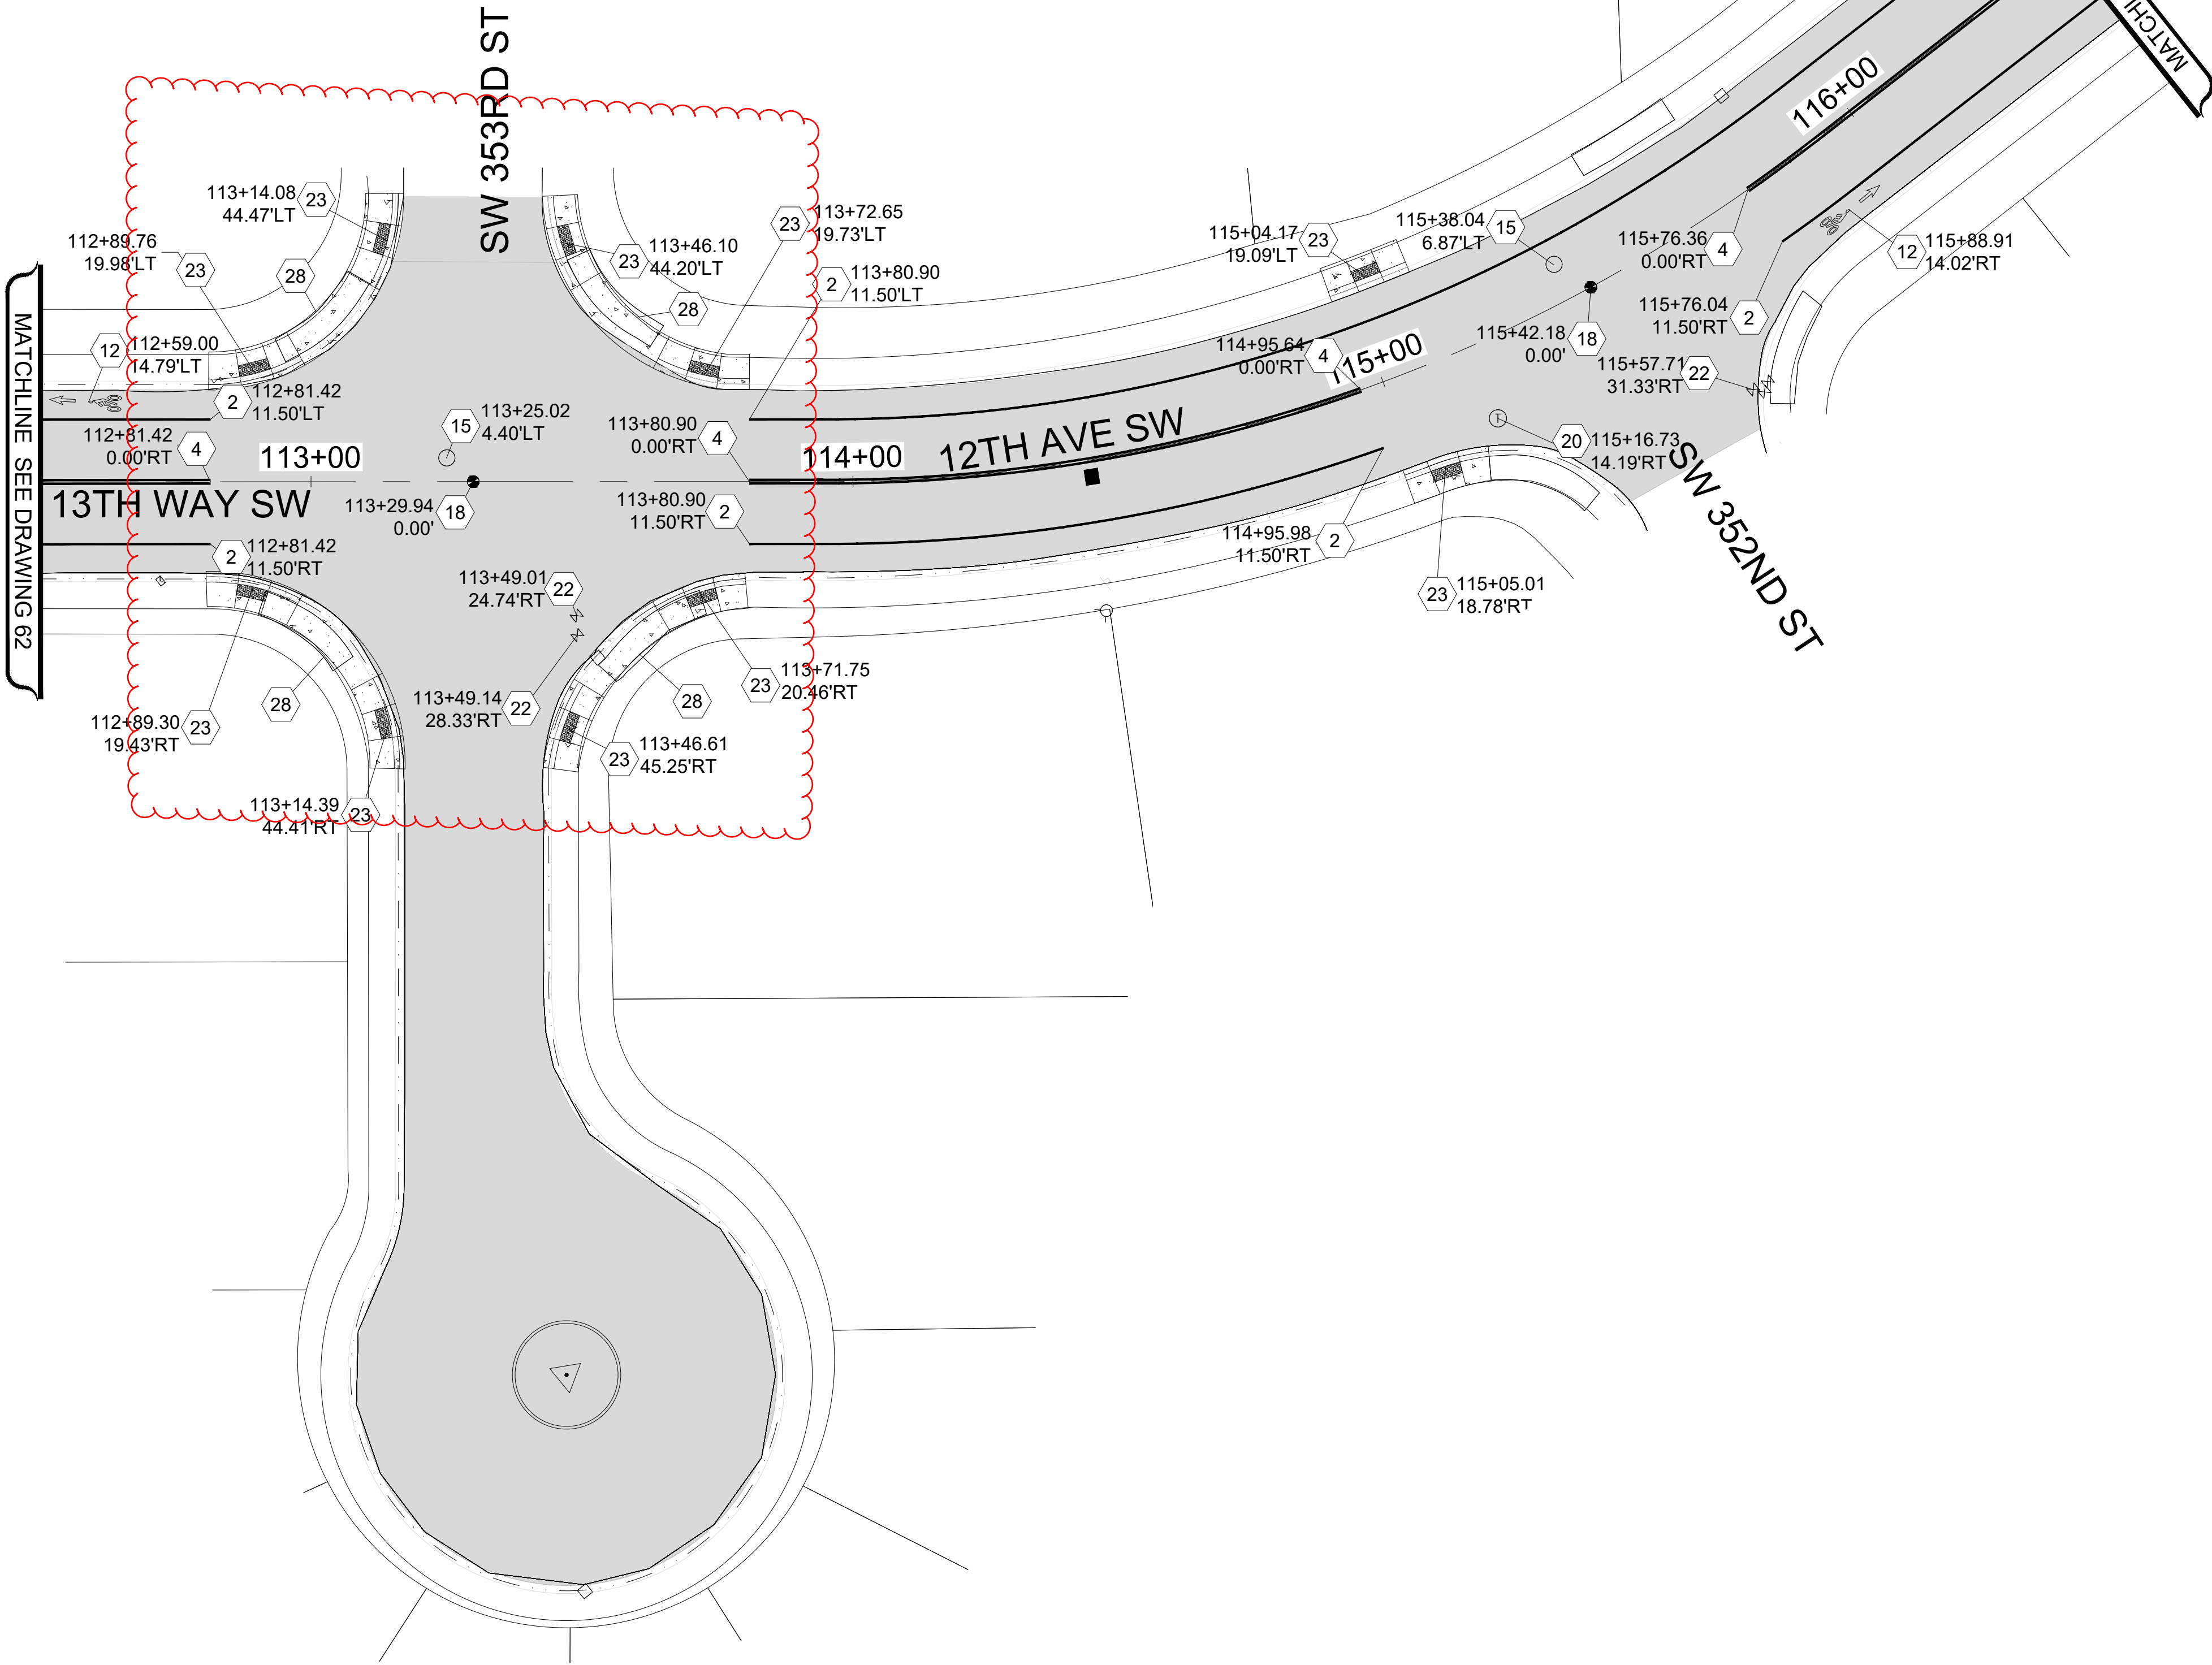 SW 353RD ST
116+00
MATCHI
113+14.08
44.47'LT
23
112+89.76
19.98'LT
23
28
113+46.10
44.20'LT
23
28
113+72.65
19.73'LT
23
113+80.90
11.50'LT
2
115+04.17
19.09'LT
23
115+38.04
6.87'LT
15
115+76.36
0.00'RT
4
115+88.91
14.02'RT
12
115+76.04
11.50'RT
2
115+42.18
0.00'
18
115+57.71
31.33'RT
22
MATCHLINE SEE DRAWING 62
12
112+59.00
14.79'LT
2
112+81.42
11.50'LT
112+81.42
0.00'RT
4
113+00
15
113+25.02
4.40'LT
113+80.90
0.00'RT
4
114+00
12TH AVE SW
114+95.64
0.00'RT
4
115+00
20
115+16.73
14.19'RT
13TH WAY SW
113+29.94
0.00'
18
113+80.90
11.50'RT
2
2
112+81.42
11.50'RT
113+49.01
24.74'RT
22
114+95.98
11.50'RT
2
SW 352ND ST
23
115+05.01
18.78'RT
113+49.14
28.33'RT
22
28
23
113+71.75
20.46'RT
28
112+89.30
19.43'RT
23
23
113+46.61
45.25'RT
113+14.39
44.41'RT
23